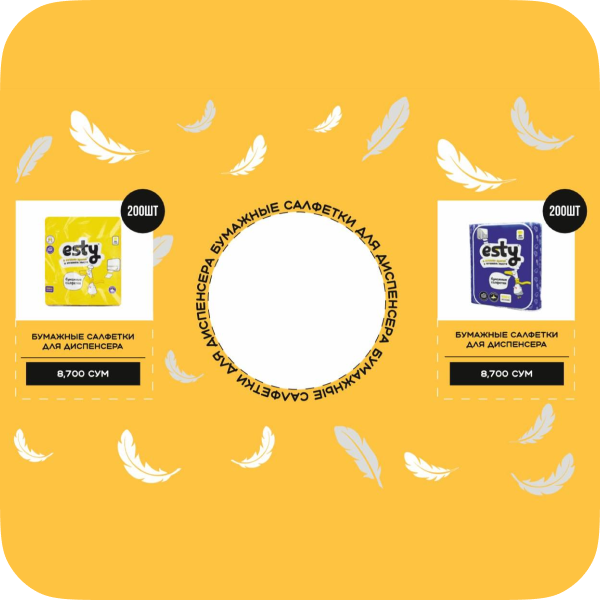 200ШТ
esty
БУМАЖНЫЕ САЛФЕТКИ
ДЛЯ ДИСПЕНСЕРА
8,700 СУМ
БУМАЖНЫЕ САЛФЕТКИ ДЛЯ ДИСПЕНСЕРА БУМАЖНЫЕ САЛФЕТКИ ДЛЯ ДИСПЕНСЕРА
200ШТ
esty
БУМАЖНЫЕ САЛФЕТКИ
ДЛЯ ДИСПЕНСЕРА
8,700 СУМ